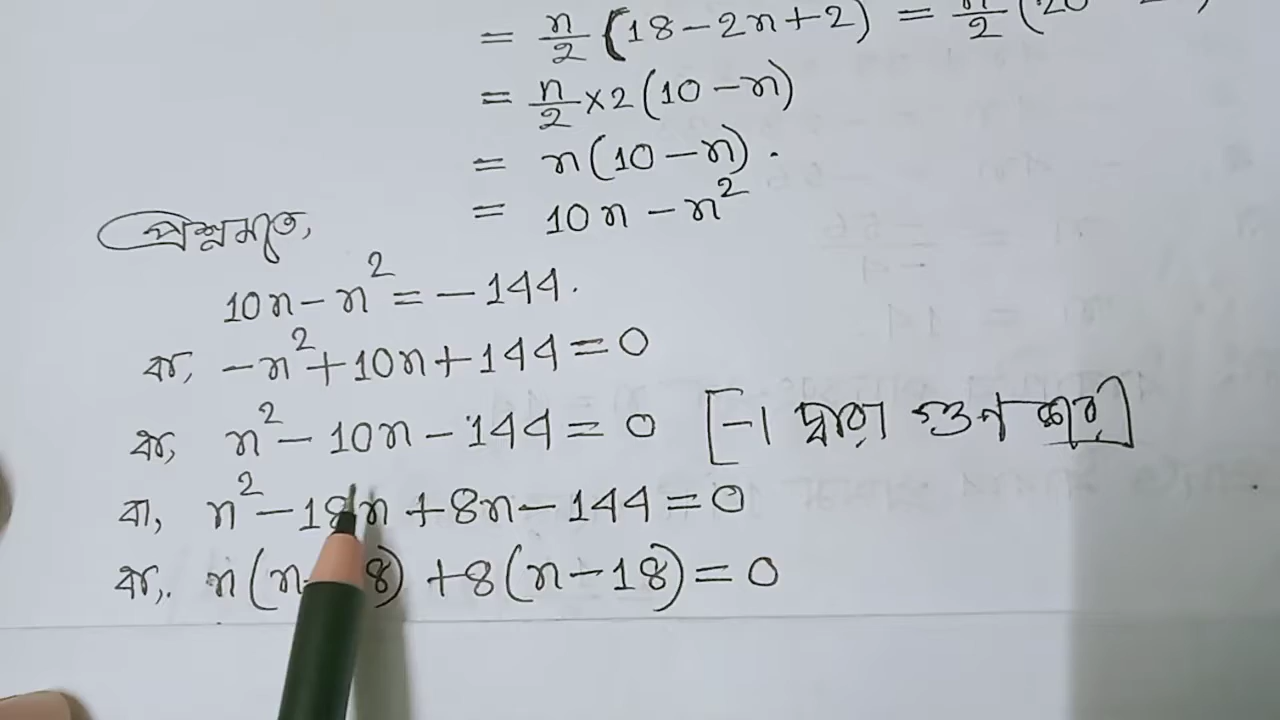 = n/2 (18-2n+2) = n/2 (20
= n/2 ×2(10-n)
= n(10-n).
= 10n-n²
প্রশ্নমতে,
10n-n²=-144.
বা, -n²+10n+144=0
বা, n²-10n-144=0 [-1 দ্বারা গুণ করে]
বা, n²-18n+8n-144=0
বা, n(n-18)+8(n-18)=0